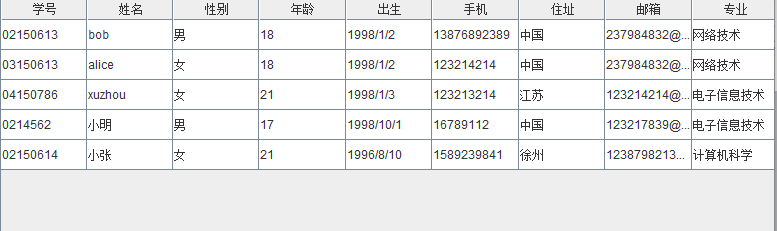 学号 姓名 性别 年龄 出生 手机 住址 邮箱 专业
02150613 bob 男 18 1998/1/2 13876892389 中国 237984832@... 网络技术
03150613 alice 女 18 1998/1/2 123214214 中国 237984832@... 网络技术
04150786 xuzhou 女 21 1998/1/3 123213214 江苏 123214214@... 电子信息技术
0214562 小明 男 17 1998/10/1 16789112 中国 123217839@... 电子信息技术
02150614 小张 女 21 1996/8/10 1589239841 徐州 1238798213... 计算机科学